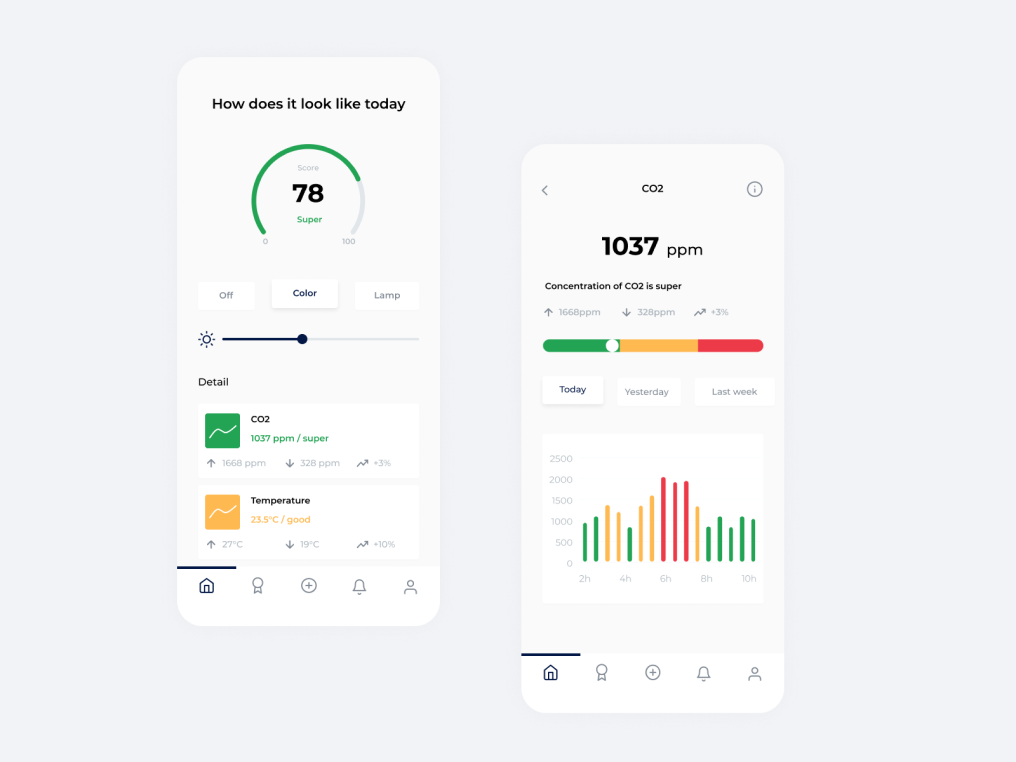 How does it look like today
Score
78
Super
0 100
Off Color Lamp
Detail
CO2
1037 ppm / super
1668 ppm 328 ppm +3%
Temperature
23.5°C / good
27°C 19°C +10%
CO2
1037 ppm
Concentration of CO2 is super
1668ppm 328ppm +3%
Today Yesterday Last week
2500
2000
1500
1000
500
0
2h 4h 6h 8h 10h